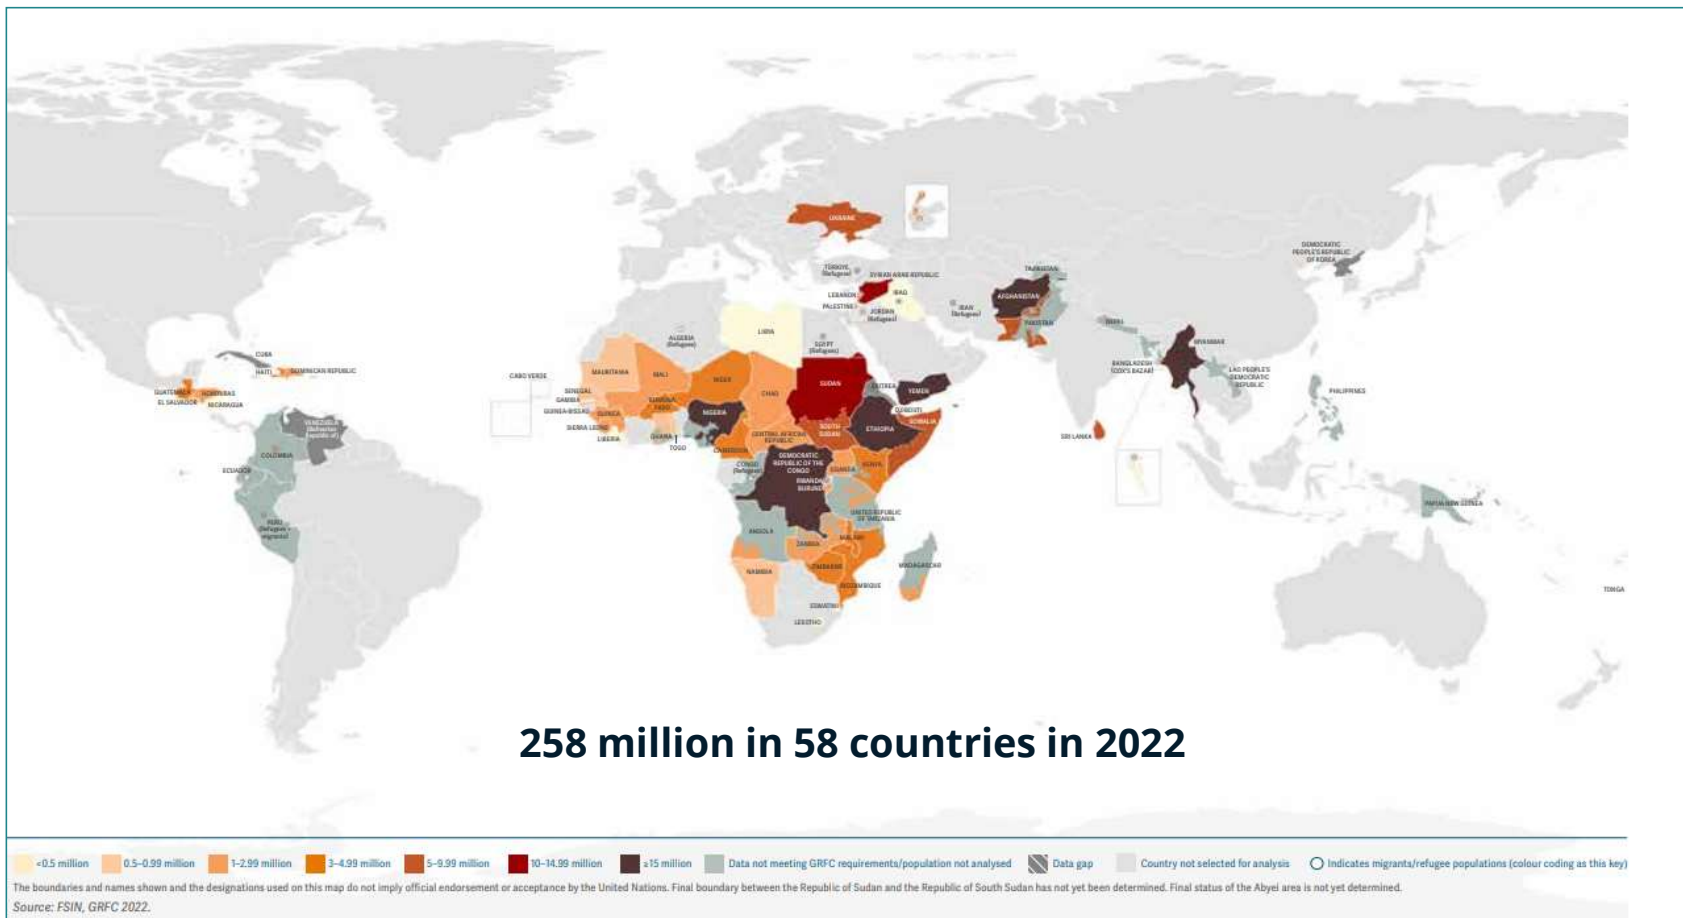 UKRAINE
DEMOCRATIC
PEOPLE'S REPUBLIC
OF KOREA
TÜRKIYE
(Refugees)
SYRIAN ARAB REPUBLIC
TAJIKISTAN
LEBANON
IRAQ
AFGHANISTAN
PALESTINE
JORDAN
(Refugees)
IRAN
(Refugees)
PAKISTAN
NEPAL
LIBYA
ALGERIA
(Refugees)
EGYPT
(Refugees)
MYANMAR
CUBA
HAITI
DOMINICAN REPUBLIC
BANGLADESH
(COX'S BAZAR)
LAO PEOPLE'S
DEMOCRATIC
REPUBLIC
CABO VERDE
MAURITANIA
MALI
NIGER
CHAD
SUDAN
ERITREA
YEMEN
PHILIPPINES
GUATEMALA
HONDURAS
EL SALVADOR
NICARAGUA
SENEGAL
GAMBIA
GUINEA-BISSAU
GUINEA
BURKINA
FASO
NIGERIA
DJIBOUTI
SOMALIA
VENEZUELA
(Bolivarian
Republic of)
SIERRA LEONE
LIBERIA
GHANA
TOGO
CAMEROON
CENTRAL AFRICAN
REPUBLIC
SOUTH
SUDAN
ETHIOPIA
SRI LANKA
COLOMBIA
ECUADOR
CONGO
(Refugees)
DEMOCRATIC
REPUBLIC OF THE
CONGO
UGANDA
KENYA
RWANDA
BURUNDI
PERU
(Refugees +
migrants)
ANGOLA
UNITED REPUBLIC
OF TANZANIA
PAPUA NEW GUINEA
ZAMBIA
MALAWI
NAMIBIA
ZIMBABWE
MOZAMBIQUE
MADAGASCAR
ESWATINI
LESOTHO
TONGA
258 million in 58 countries in 2022
<0.5 million 0.5–0.99 million 1–2.99 million 3–4.99 million 5–9.99 million 10–14.99 million ≥15 million Data not meeting GRFC requirements/population not analysed Data gap Country not selected for analysis Indicates migrants/refugee populations (colour coding as this key)
The boundaries and names shown and the designations used on this map do not imply official endorsement or acceptance by the United Nations. Final boundary between the Republic of Sudan and the Republic of South Sudan has not yet been determined. Final status of the Abyei area is not yet determined.
Source: FSIN, GRFC 2022.